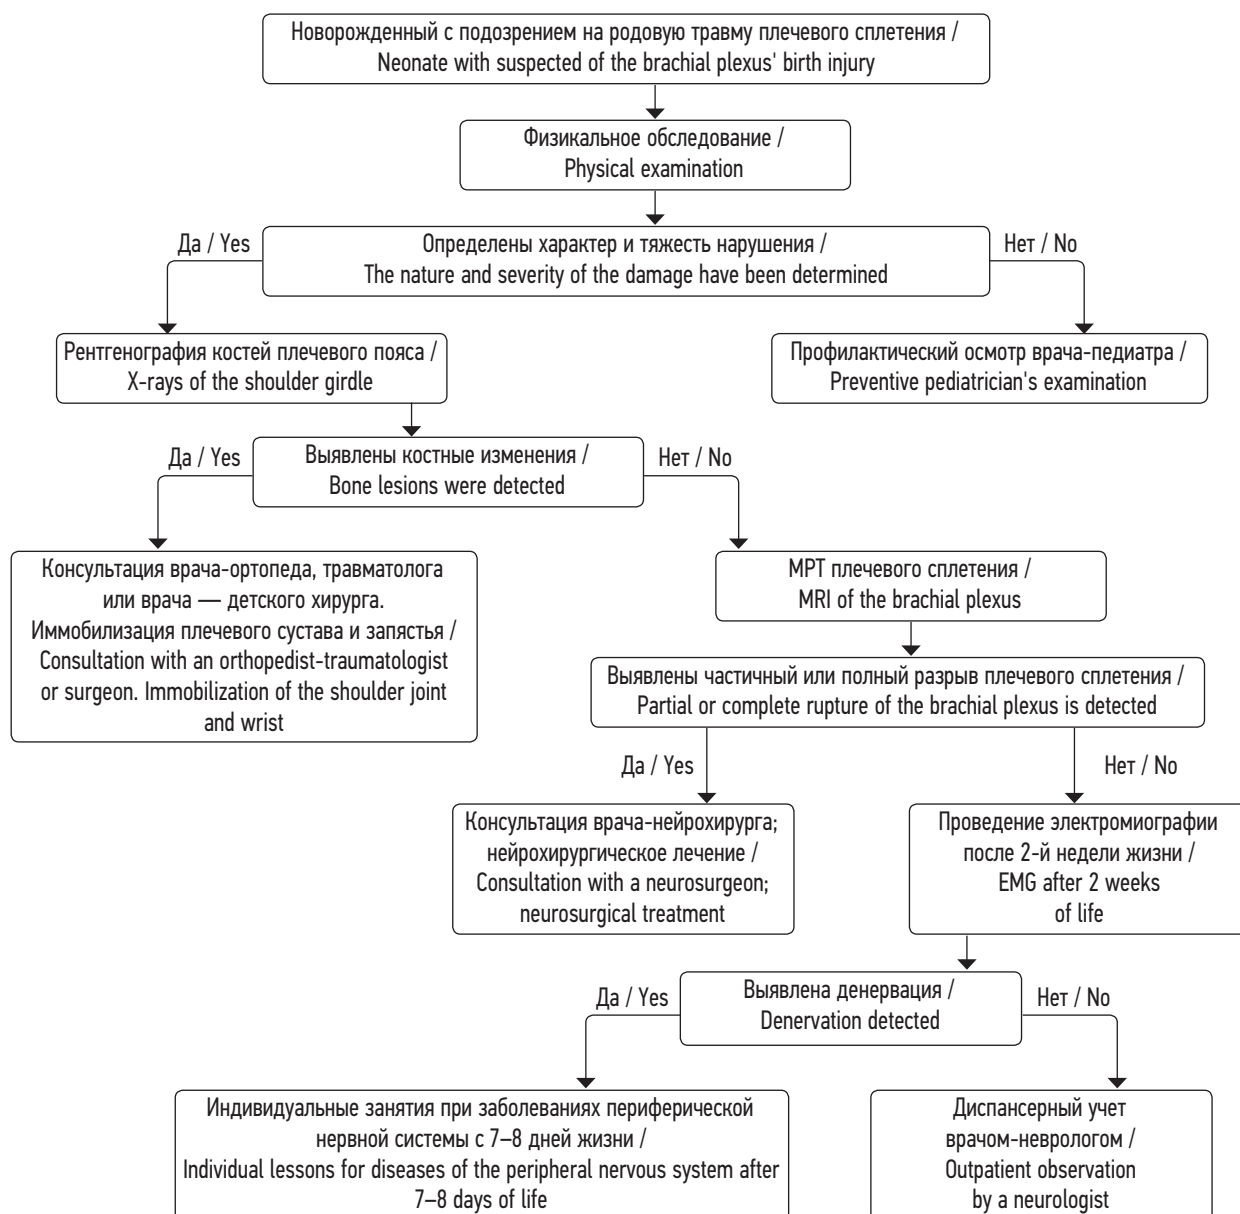 Новорожденный с подозрением на родовую травму плечевого сплетения /
Neonate with suspected of the brachial plexus' birth injury
Физикальное обследование /
Physical examination
Да / Yes
Определены характер и тяжесть нарушения /
The nature and severity of the damage have been determined
Нет / No
Рентгенография костей плечевого пояса /
X-rays of the shoulder girdle
Профилактический осмотр врача-педиатра /
Preventive pediatrician's examination
Да / Yes
Выявлены костные изменения /
Bone lesions were detected
Нет / No
Консультация врача-ортопеда, травматолога
или врача — детского хирурга.
Иммобилизация плечевого сустава и запястья /
Consultation with an orthopedist-traumatologist
or surgeon. Immobilization of the shoulder joint
and wrist
МРТ плечевого сплетения /
MRI of the brachial plexus
Выявлены частичный или полный разрыв плечевого сплетения /
Partial or complete rupture of the brachial plexus is detected
Да / Yes
Нет / No
Консультация врача-нейрохирурга;
нейрохирургическое лечение /
Consultation with a neurosurgeon;
neurosurgical treatment
Проведение электромиографии
после 2-й недели жизни /
EMG after 2 weeks
of life
Да / Yes
Выявлена денервация /
Denervation detected
Нет / No
Индивидуальные занятия при заболеваниях периферической
нервной системы с 7–8 дней жизни /
Individual lessons for diseases of the peripheral nervous system after
7–8 days of life
Диспансерный учет
врачом-неврологом /
Outpatient observation
by a neurologist